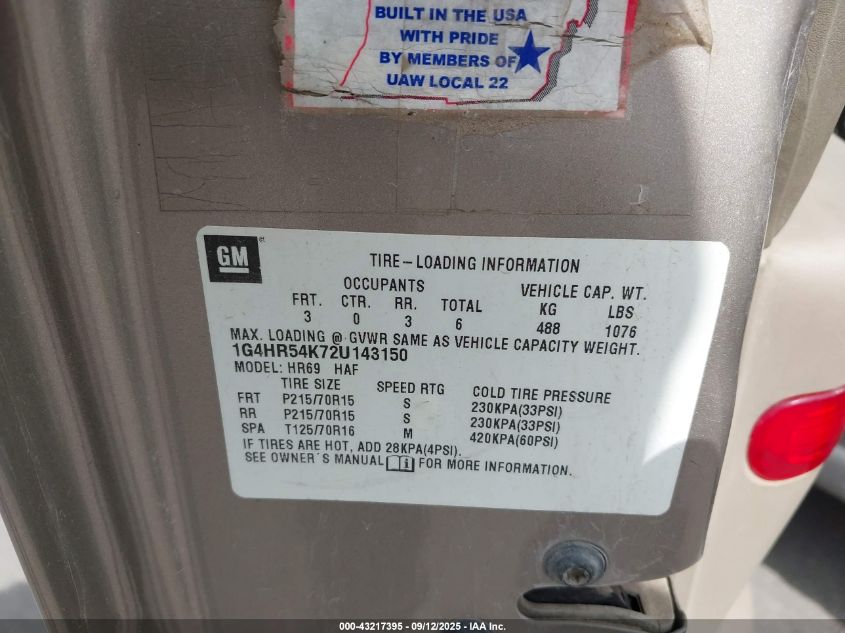 BUILT IN THE USA
WITH PRIDE
BY MEMBERS OF
UAW LOCAL 22
GM
TIRE-LOADING INFORMATION
OCCUPANTS VEHICLE CAP. WT.
FRT. CTR. RR. TOTAL KG LBS
3 0 3 6 488 1076
MAX. LOADING @ GVWR SAME AS VEHICLE CAPACITY WEIGHT.
1G4HR54K72U143150
MODEL: HR69 HAF
TIRE SIZE SPEED RTG COLD TIRE PRESSURE
FRT P215/70R15 S 230KPA(33PSI)
RR P215/70R15 S 230KPA(33PSI)
SPA T125/70R16 M 420KPA(60PSI)
IF TIRES ARE HOT, ADD 28KPA(4PSI).
SEE OWNER'S MANUAL FOR MORE INFORMATION.
000-43217395 - 09/12/2025 - IAA Inc.